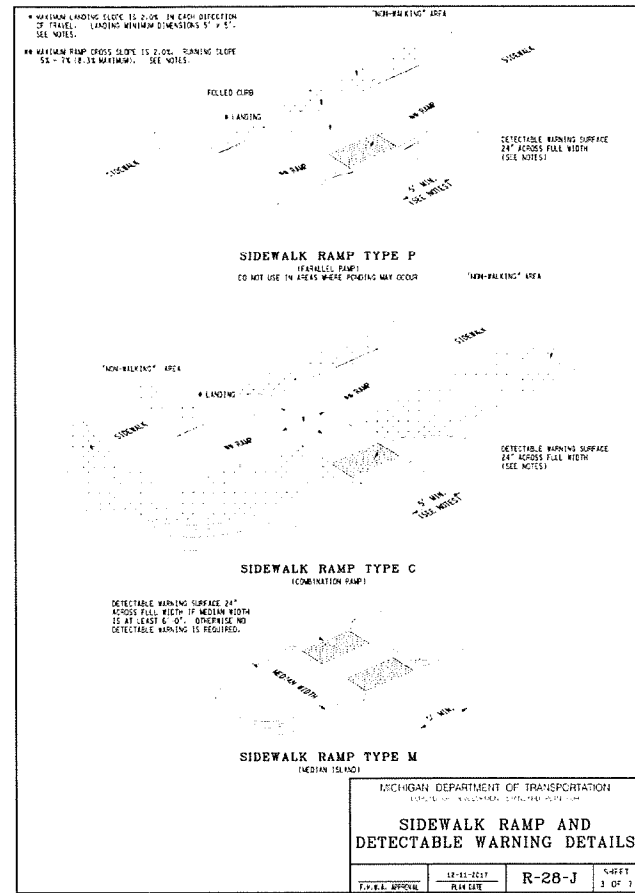 * MAXIMUM LANDING SLOPE IS 2.0% IN EACH DIRECTION
OF TRAVEL. LANDING MINIMUM DIMENSIONS 5' x 5'.
SEE NOTES.
** MAXIMUM RAMP CROSS SLOPE IS 2.0%. RUNNING SLOPE
5% - 7% (8.3% MAXIMUM). SEE NOTES.
"NON-WALKING" AREA
SIDEWALK
ROLLED CURB
* LANDING
** RAMP
SIDEWALK
** RAMP
DETECTABLE WARNING SURFACE
24" ACROSS FULL WIDTH
(SEE NOTES)
5' MIN.
(SEE NOTES)
SIDEWALK RAMP TYPE P
(PARALLEL RAMP)
DO NOT USE IN AREAS WHERE PONDING MAY OCCUR
"NON-WALKING" AREA
SIDEWALK
"NON-WALKING" AREA
* LANDING
** RAMP
SIDEWALK
** RAMP
DETECTABLE WARNING SURFACE
24" ACROSS FULL WIDTH
(SEE NOTES)
5' MIN.
(SEE NOTES)
SIDEWALK RAMP TYPE C
(COMBINATION RAMP)
DETECTABLE WARNING SURFACE 24"
ACROSS FULL WIDTH IF MEDIAN WIDTH
IS AT LEAST 6'-0". OTHERWISE NO
DETECTABLE WARNING IS REQUIRED.
MEDIAN WIDTH
5' MIN.
SIDEWALK RAMP TYPE M
(MEDIAN ISLAND)
MICHIGAN DEPARTMENT OF TRANSPORTATION
SIDEWALK RAMP AND
DETECTABLE WARNING DETAILS
F.H.W.A. APPROVAL
12-11-2017
PLAN DATE
R-28-J
SHEET
3 OF 7